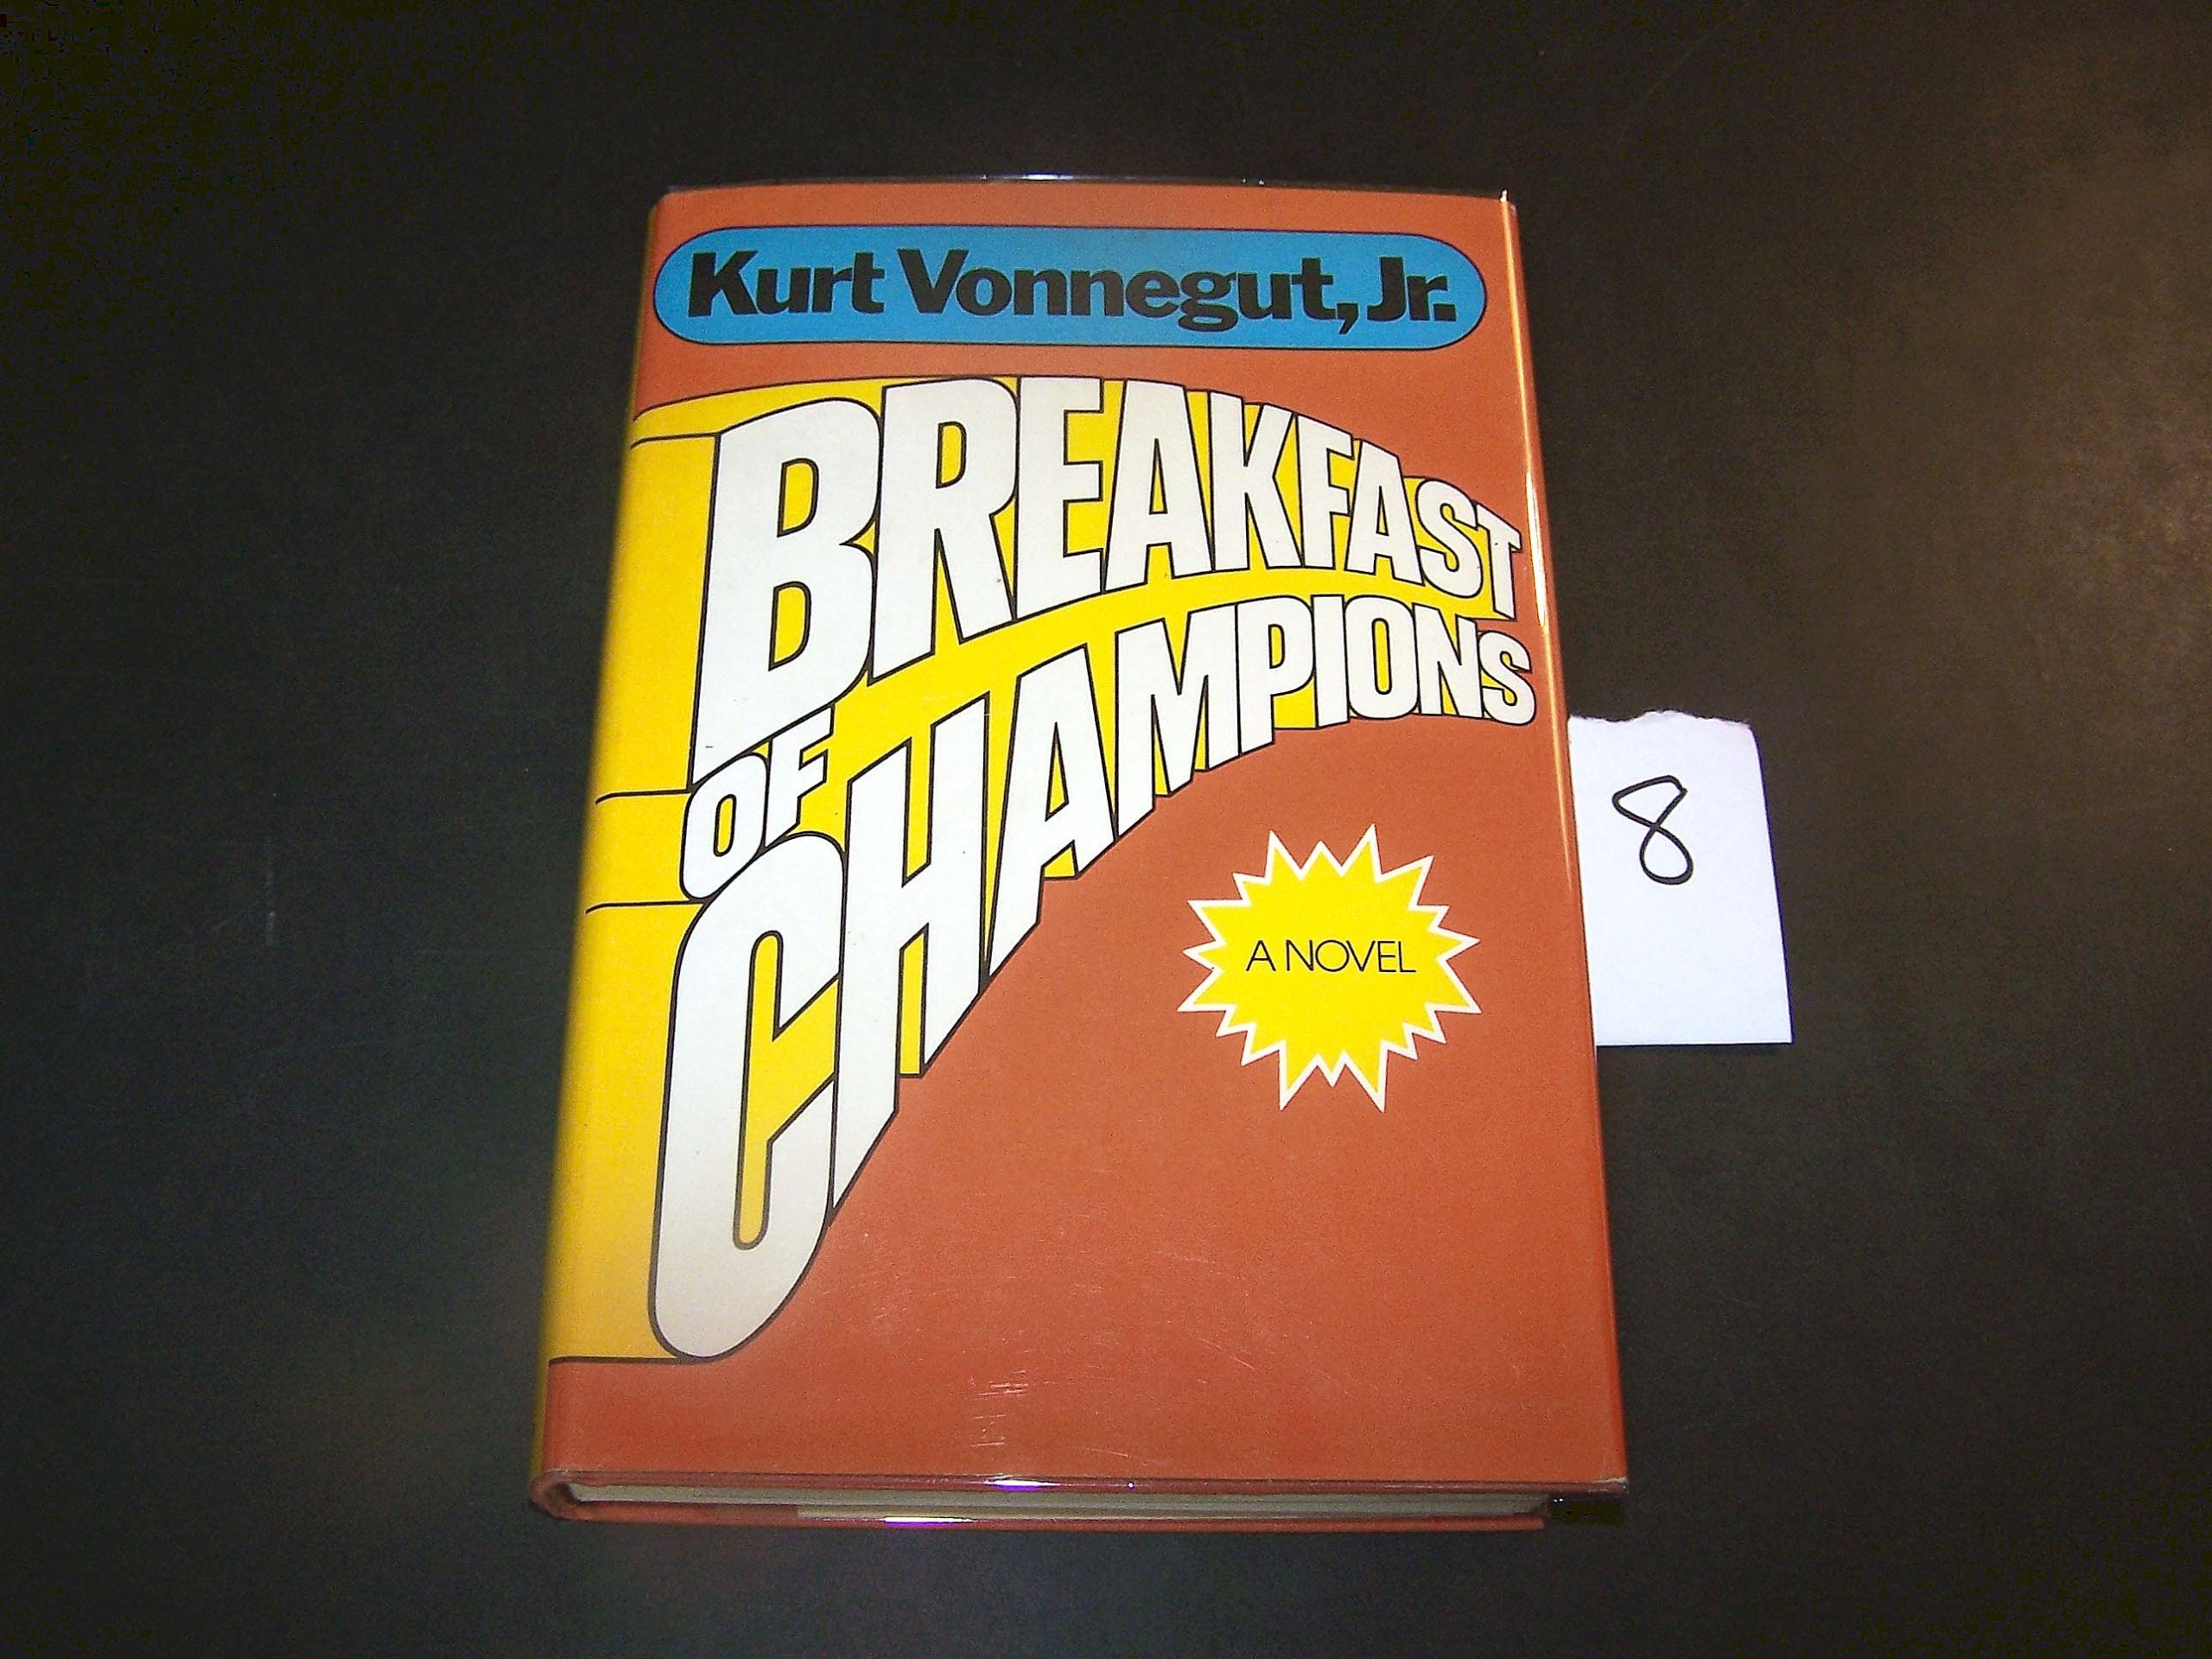 Kurt Vonnegut, Jr.
BREAKFAST
OF
CHAMPIONS
A NOVEL
8